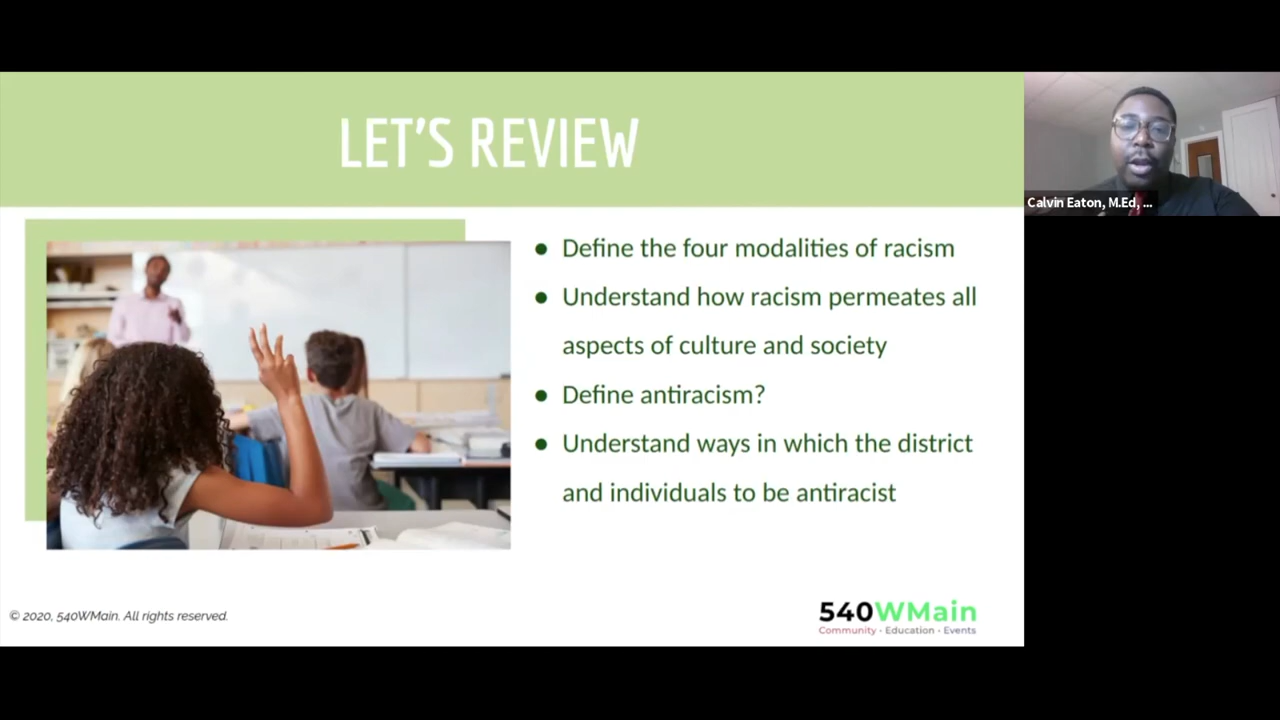 LET'S REVIEW
● Define the four modalities of racism
● Understand how racism permeates all
aspects of culture and society
● Define antiracism?
● Understand ways in which the district
and individuals to be antiracist
© 2020, 540WMain. All rights reserved.
540WMain
Community • Education • Events
Calvin Eaton, M.Ed, ...